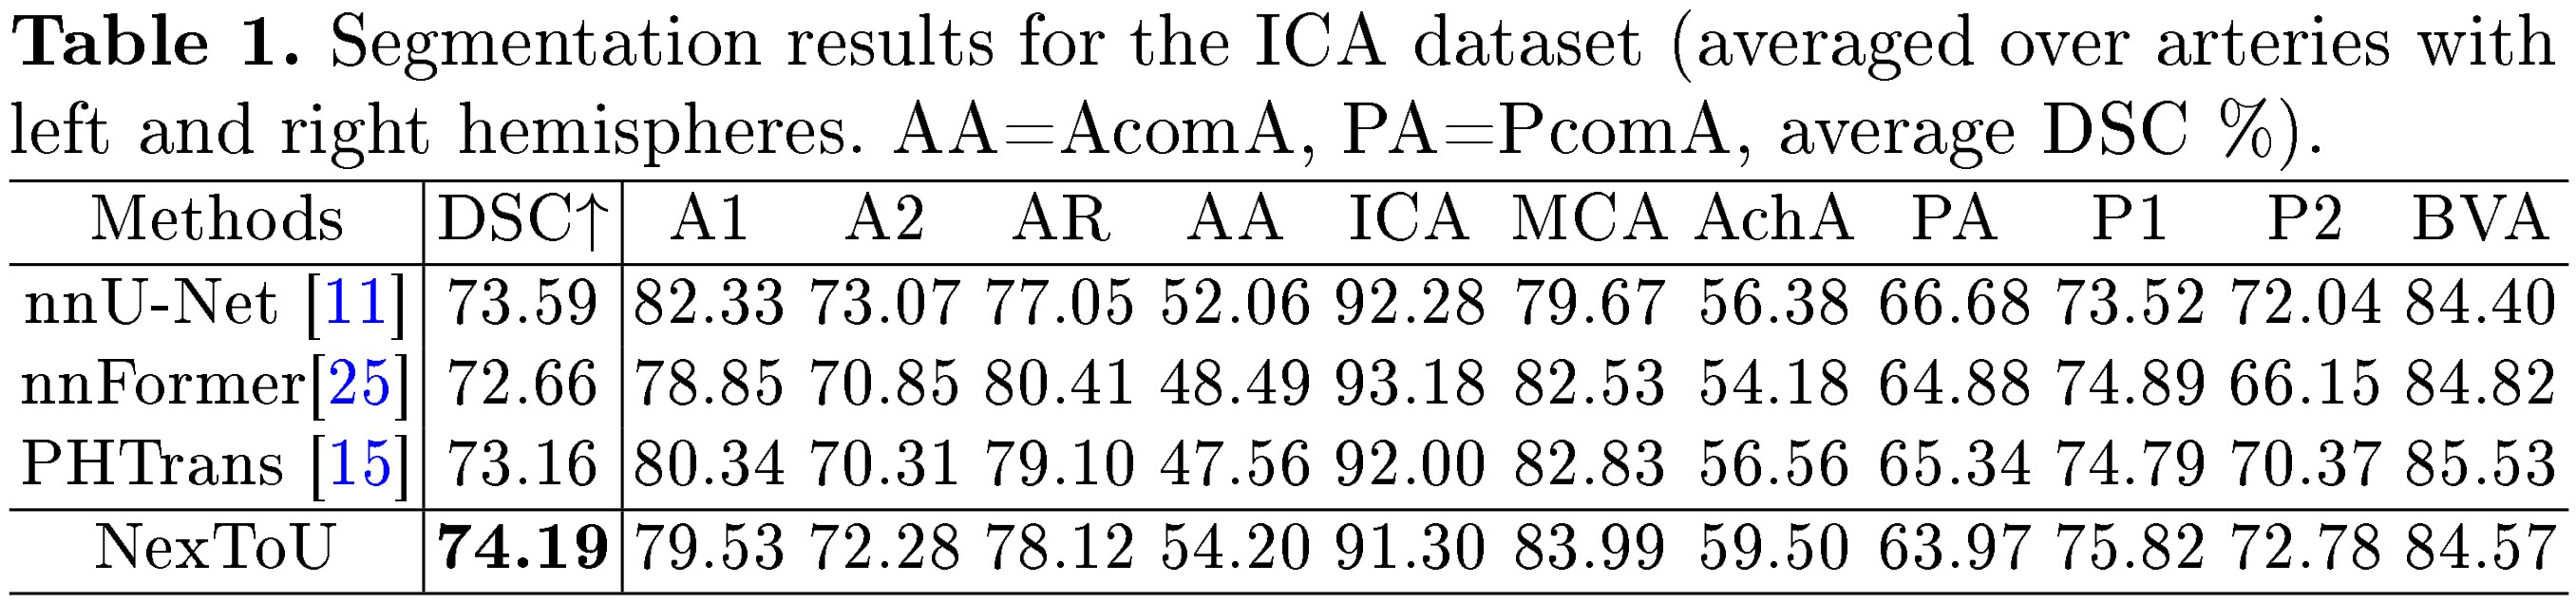 Table 1. Segmentation results for the ICA dataset (averaged over arteries with
left and right hemispheres. AA=AcomA, PA=PcomA, average DSC %).
Methods DSC↑ A1 A2 AR AA ICA MCA AchA PA P1 P2 BVA
nnU-Net [11] 73.59 82.33 73.07 77.05 52.06 92.28 79.67 56.38 66.68 73.52 72.04 84.40
nnFormer[25] 72.66 78.85 70.85 80.41 48.49 93.18 82.53 54.18 64.88 74.89 66.15 84.82
PHTrans [15] 73.16 80.34 70.31 79.10 47.56 92.00 82.83 56.56 65.34 74.79 70.37 85.53
NexToU 74.19 79.53 72.28 78.12 54.20 91.30 83.99 59.50 63.97 75.82 72.78 84.57